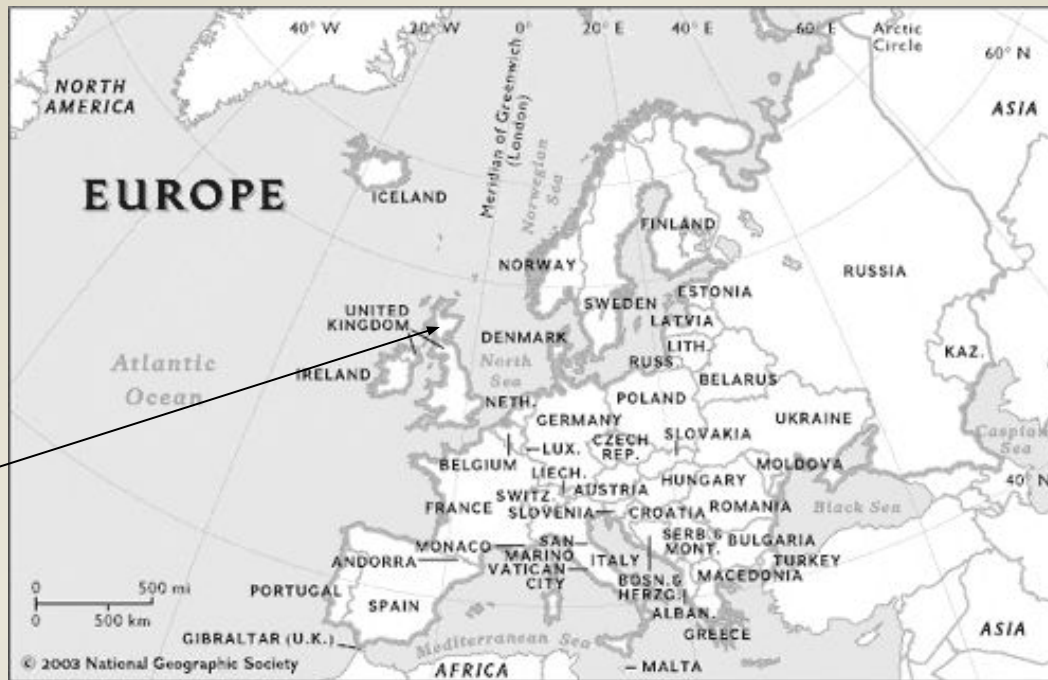 40° W
20° W
0°
20° E
40° E
60° E
Arctic
Circle
60° N
NORTH
AMERICA
ASIA
Meridian of Greenwich
(London)
Norwegian
Sea
EUROPE
ICELAND
FINLAND
NORWAY
RUSSIA
SWEDEN
ESTONIA
UNITED
KINGDOM
LATVIA
DENMARK
LITH.
KAZ.
Atlantic
Ocean
North
Sea
RUSS
IRELAND
BELARUS
NETH.
POLAND
GERMANY
UKRAINE
CZECH
REP.
SLOVAKIA
LUX.
Caspian
Sea
BELGIUM
LIECH.
MOLDOVA
HUNGARY
40° N
SWITZ.
AUSTRIA
FRANCE
SLOVENIA
CROATIA
ROMANIA
Black Sea
SERB.&
MONT.
BULGARIA
MONACO
SAN
MARINO
ITALY
ANDORRA
VATICAN
CITY
TURKEY
MACEDONIA
BOSN.&
HERZG.
PORTUGAL
SPAIN
ALBAN.
GREECE
0 500 mi
0 500 km
GIBRALTAR (U.K.)
Mediterranean Sea
ASIA
© 2003 National Geographic Society
AFRICA
MALTA